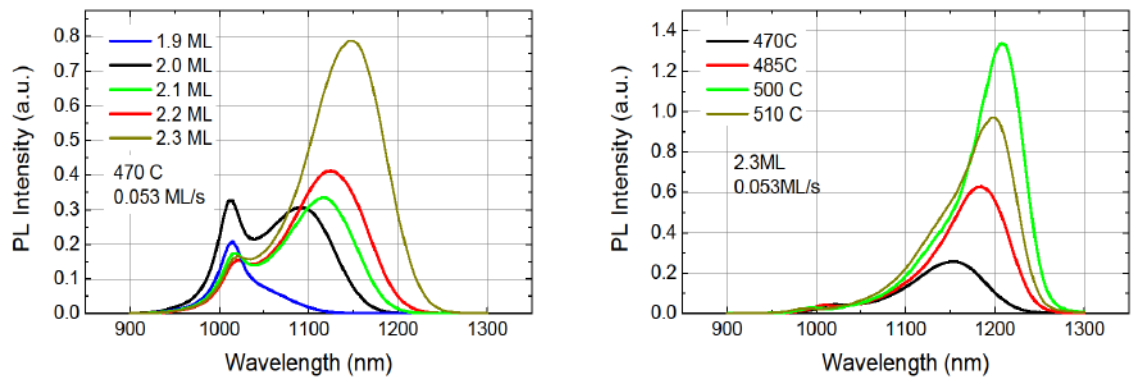 PL Intensity (a.u.)
0.8
0.7
0.6
0.5
0.4
0.3
0.2
0.1
0.0
1.9 ML
2.0 ML
2.1 ML
2.2 ML
2.3 ML
470 C
0.053 ML/s
900 1000 1100 1200 1300
Wavelength (nm)
PL Intensity (a.u.)
1.4
1.2
1.0
0.8
0.6
0.4
0.2
0.0
470C
485C
500 C
510 C
2.3ML
0.053ML/s
900 1000 1100 1200 1300
Wavelength (nm)